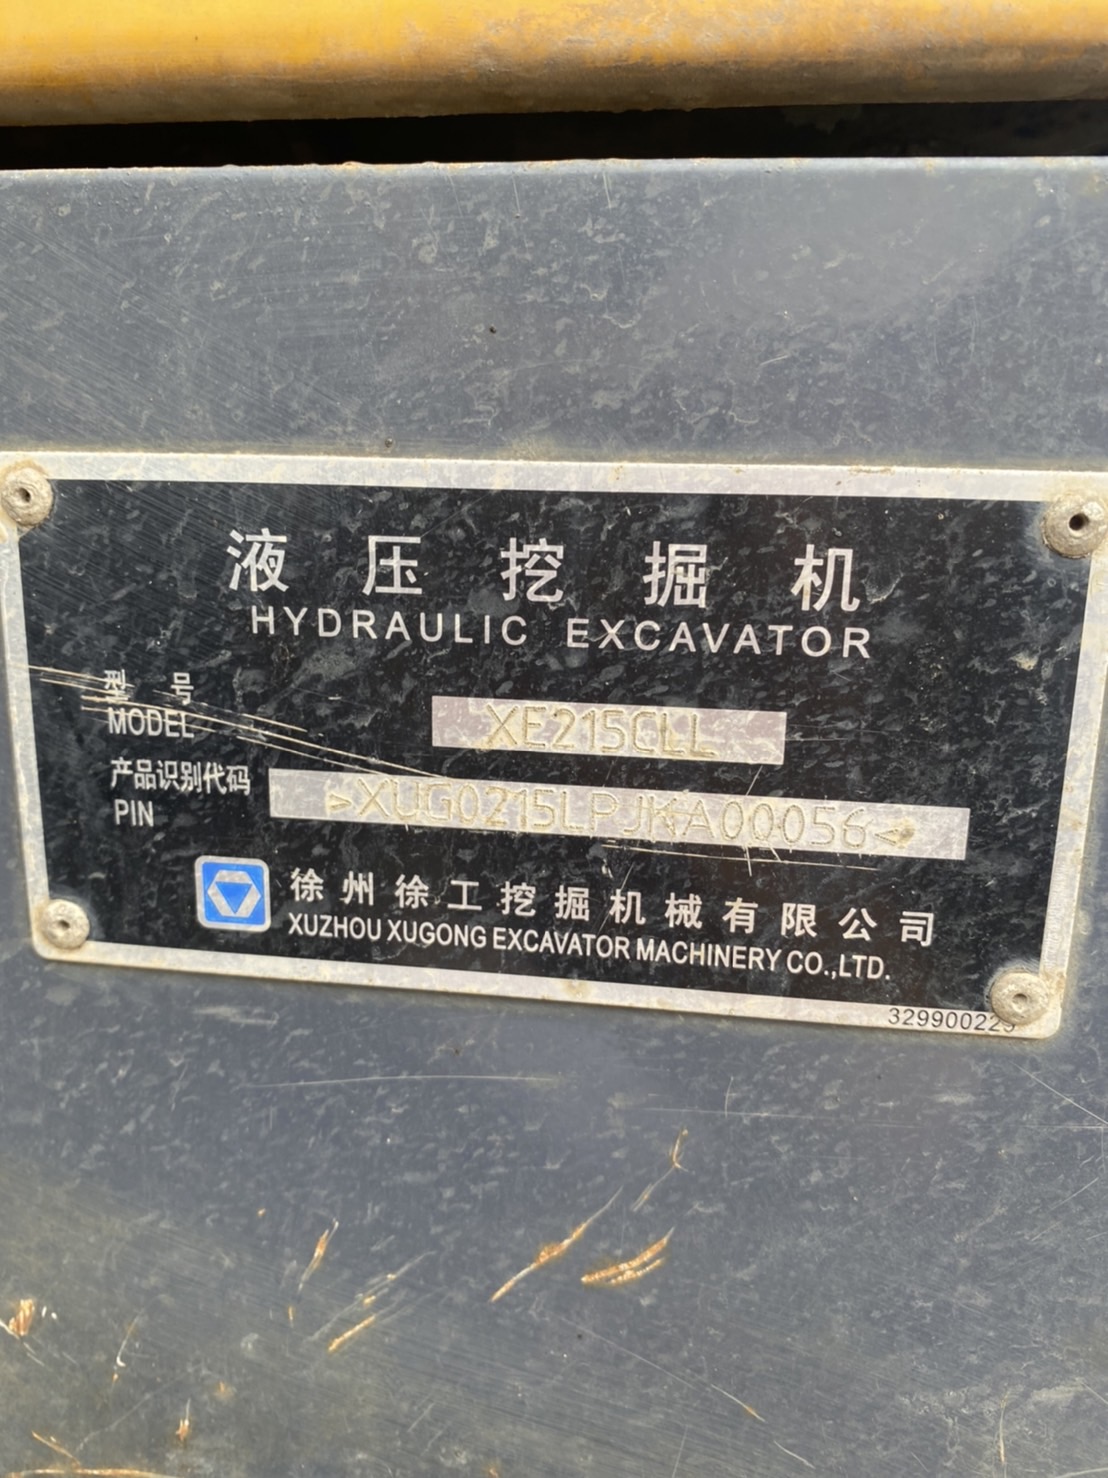 液压挖掘机
HYDRAULIC EXCAVATOR
型号
MODEL XE215CLL
产品识别代码
PIN >XUG0215LPJKA00056<
徐州徐工挖掘机械有限公司
XUZHOU XUGONG EXCAVATOR MACHINERY CO.,LTD.